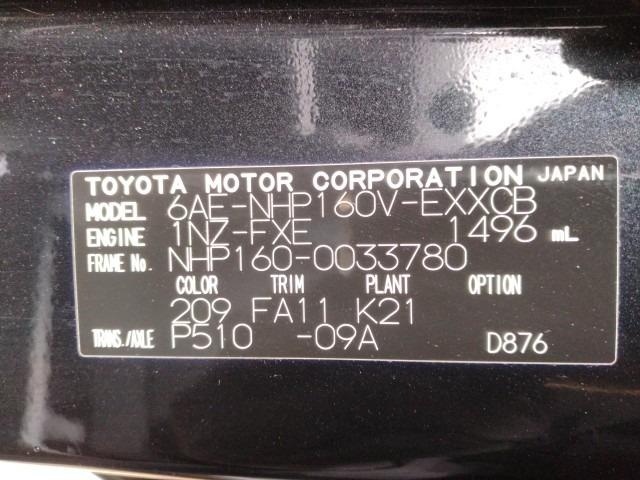 TOYOTA MOTOR CORPORATION JAPAN
MODEL 6AE-NHP160V-EXXCB
ENGINE 1NZ-FXE 1496 mL
FRAME No. NHP160-0033780
COLOR TRIM PLANT OPTION
209 FA11 K21
TRANS./AXLE P510 -09A D876